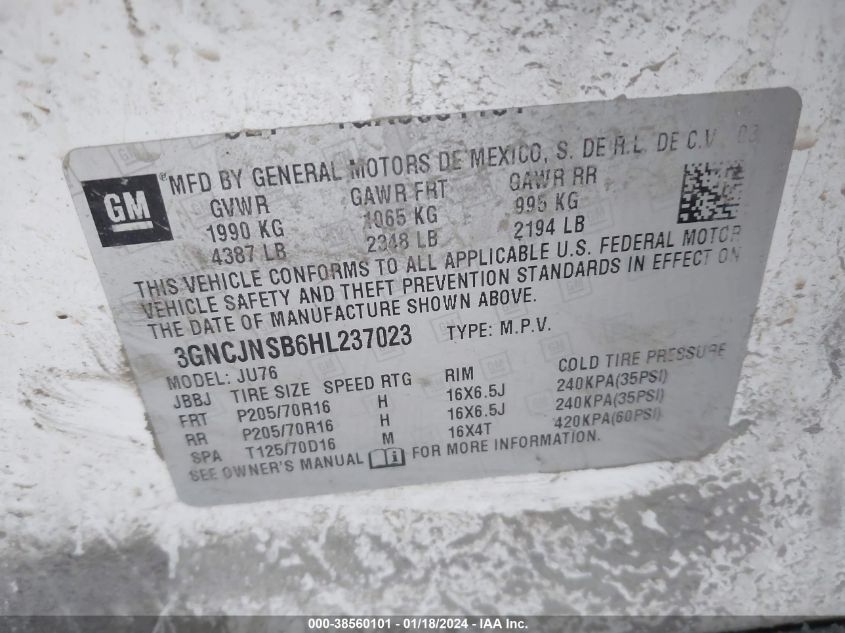 GM
® MFD BY GENERAL MOTORS DE MEXICO, S. DE R.L. DE C.V.
GVWR GAWR FRT GAWR RR
1990 KG 1065 KG 995 KG
4387 LB 2348 LB 2194 LB
THIS VEHICLE CONFORMS TO ALL APPLICABLE U.S. FEDERAL MOTOR
VEHICLE SAFETY AND THEFT PREVENTION STANDARDS IN EFFECT ON
THE DATE OF MANUFACTURE SHOWN ABOVE.
3GNCJNSB6HL237023 TYPE: M.P.V.
MODEL: JU76
JBBJ TIRE SIZE SPEED RTG RIM COLD TIRE PRESSURE
FRT P205/70R16 H 16X6.5J 240KPA(35PSI)
RR P205/70R16 H 16X6.5J 240KPA(35PSI)
SPA T125/70D16 M 16X4T 420KPA(60PSI)
SEE OWNER'S MANUAL FOR MORE INFORMATION.
000-38560101 - 01/18/2024 - IAA Inc.